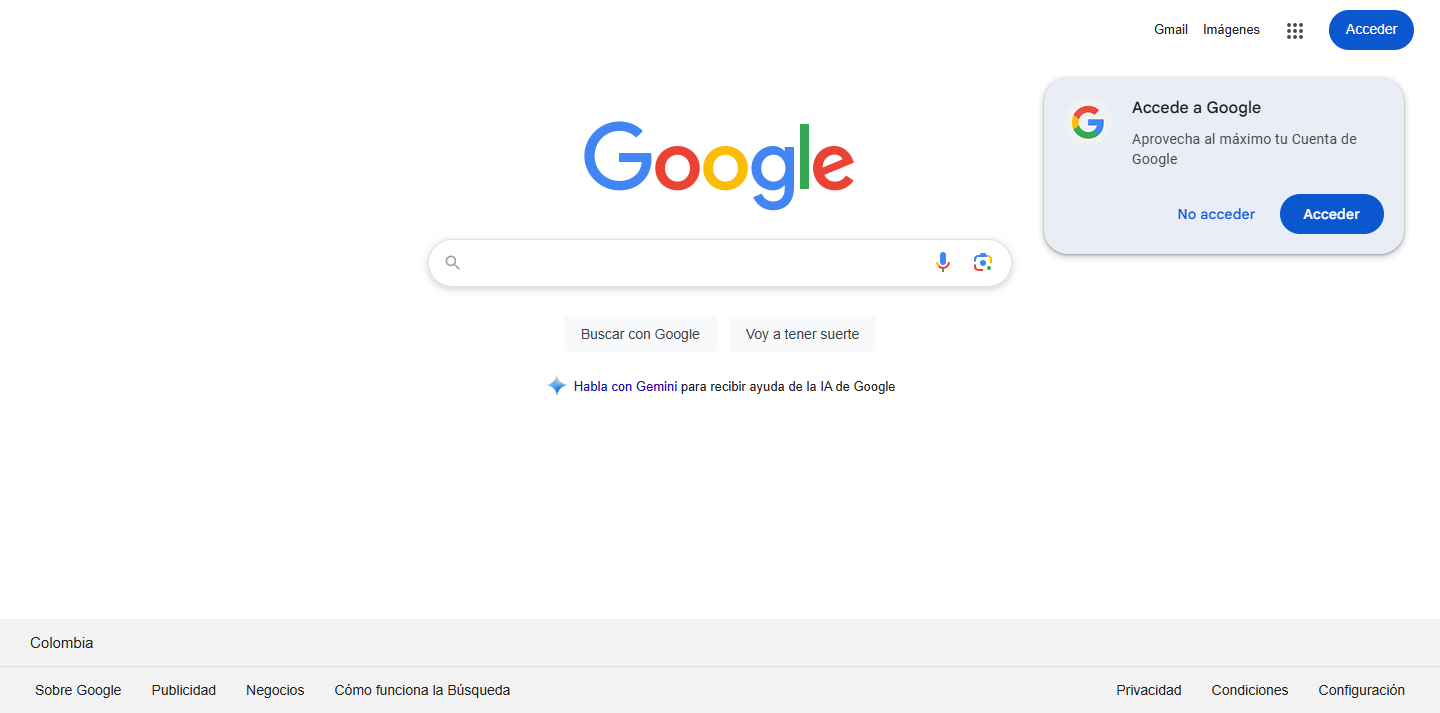 Gmail Imágenes Acceder
Accede a Google
Aprovecha al máximo tu Cuenta de
Google
No acceder Acceder
Google
Buscar con Google Voy a tener suerte
Habla con Gemini para recibir ayuda de la IA de Google
Colombia
Sobre Google Publicidad Negocios Cómo funciona la Búsqueda Privacidad Condiciones Configuración